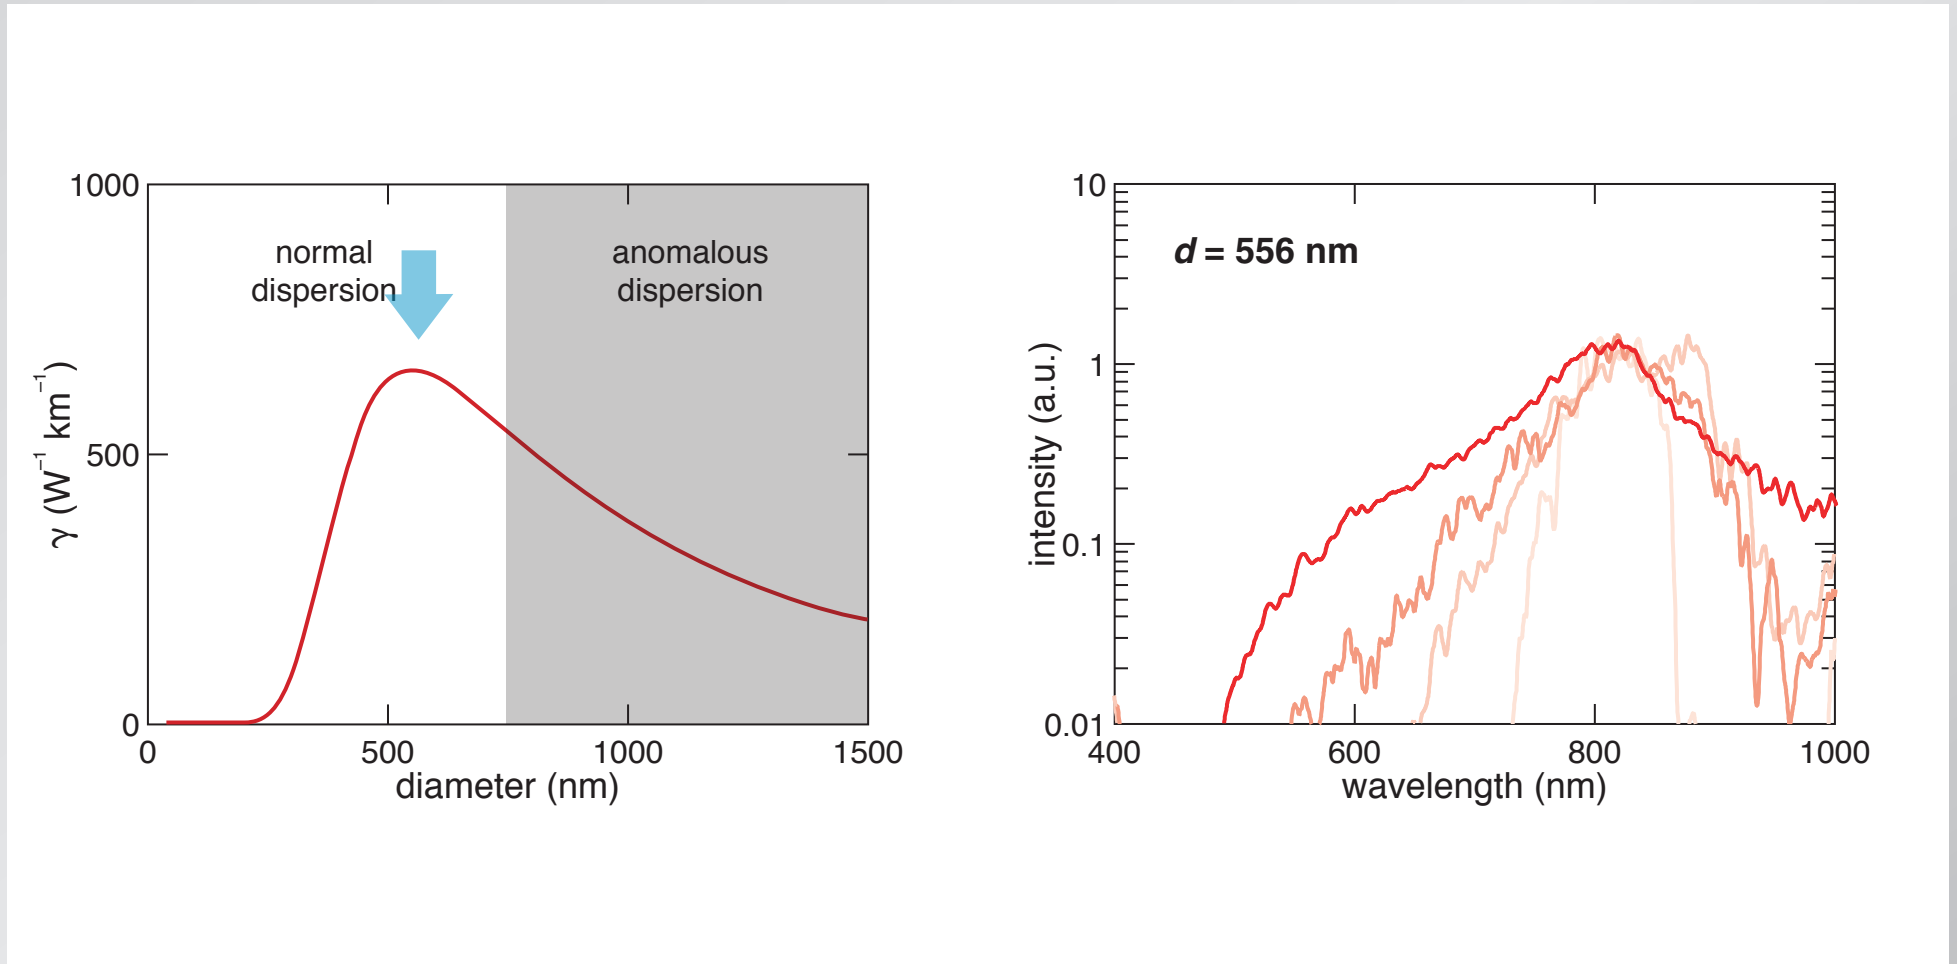 1000
500
0
0
500
1000
1500
normal
dispersion
anomalous
dispersion
γ (W⁻¹ km⁻¹)
diameter (nm)
10
1
0.1
0.01
400
600
800
1000
d = 556 nm
intensity (a.u.)
wavelength (nm)